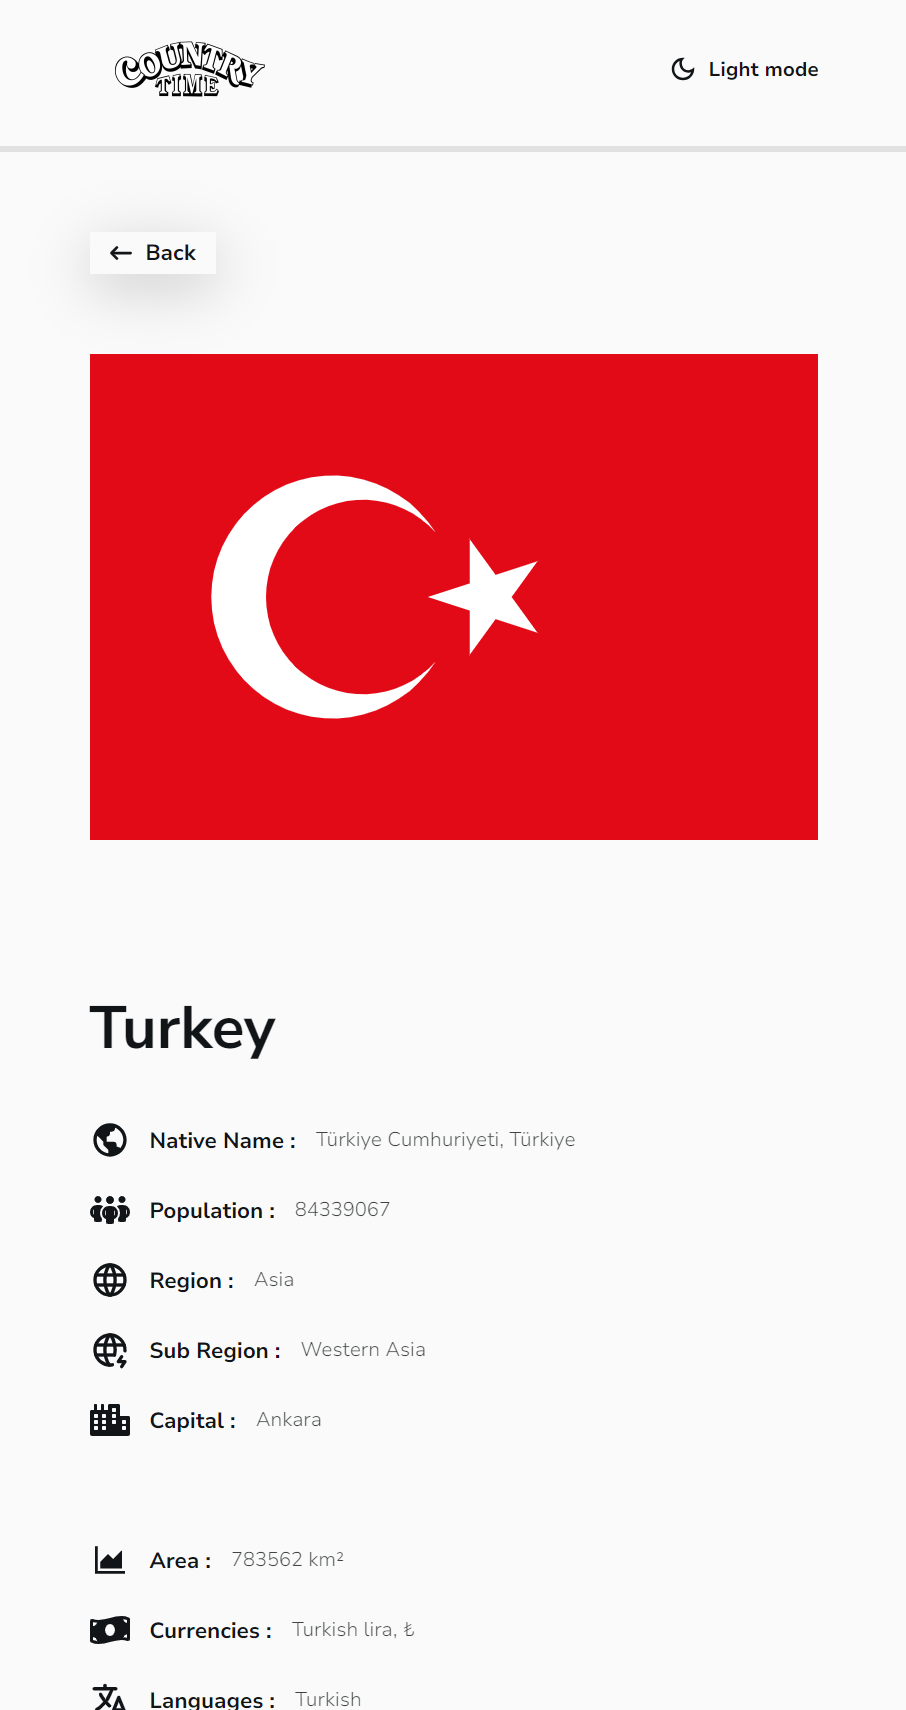 COUNTRY
TIME
Light mode
Back
Turkey
Native Name : Türkiye Cumhuriyeti, Türkiye
Population : 84339067
Region : Asia
Sub Region : Western Asia
Capital : Ankara
Area : 783562 km²
Currencies : Turkish lira, ₺
Languages : Turkish